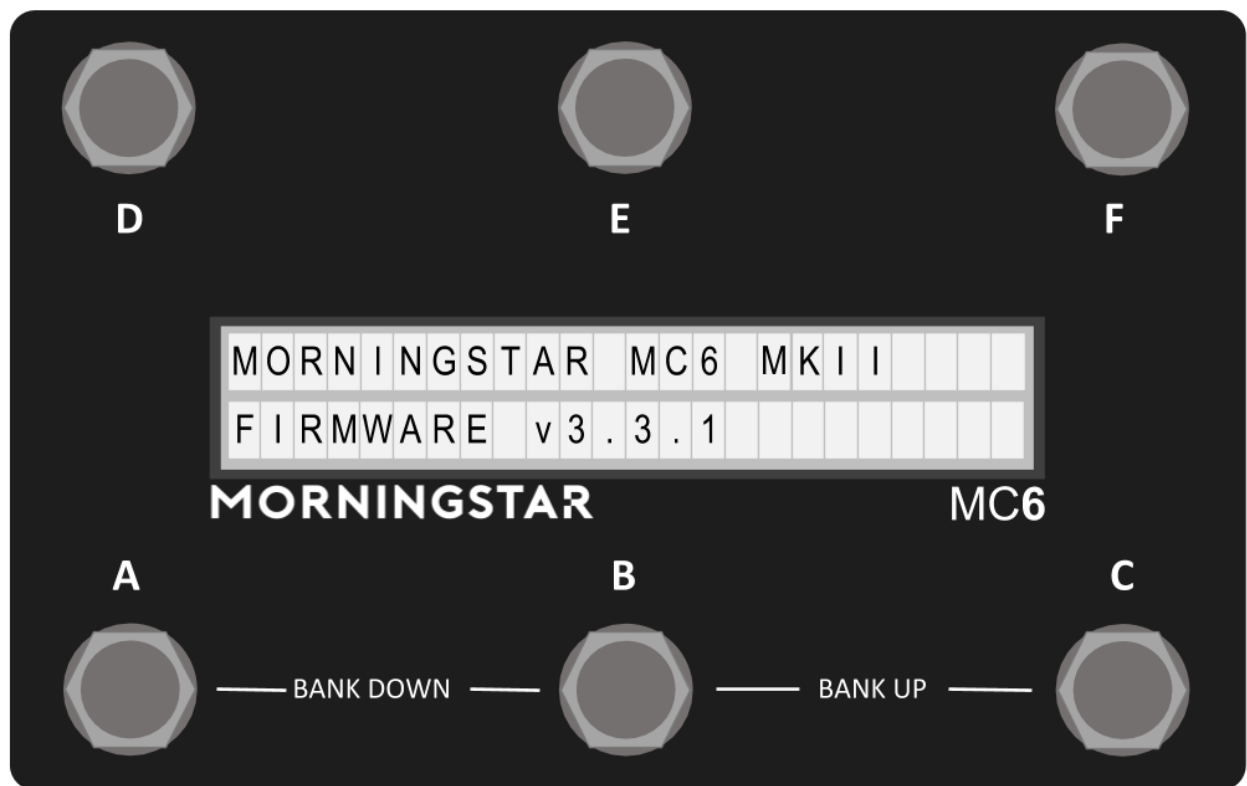 D E F
MORNINGSTAR MC6 MKII
FIRMWARE v3.3.1
MORNINGSTAR MC6
A B C
BANK DOWN BANK UP